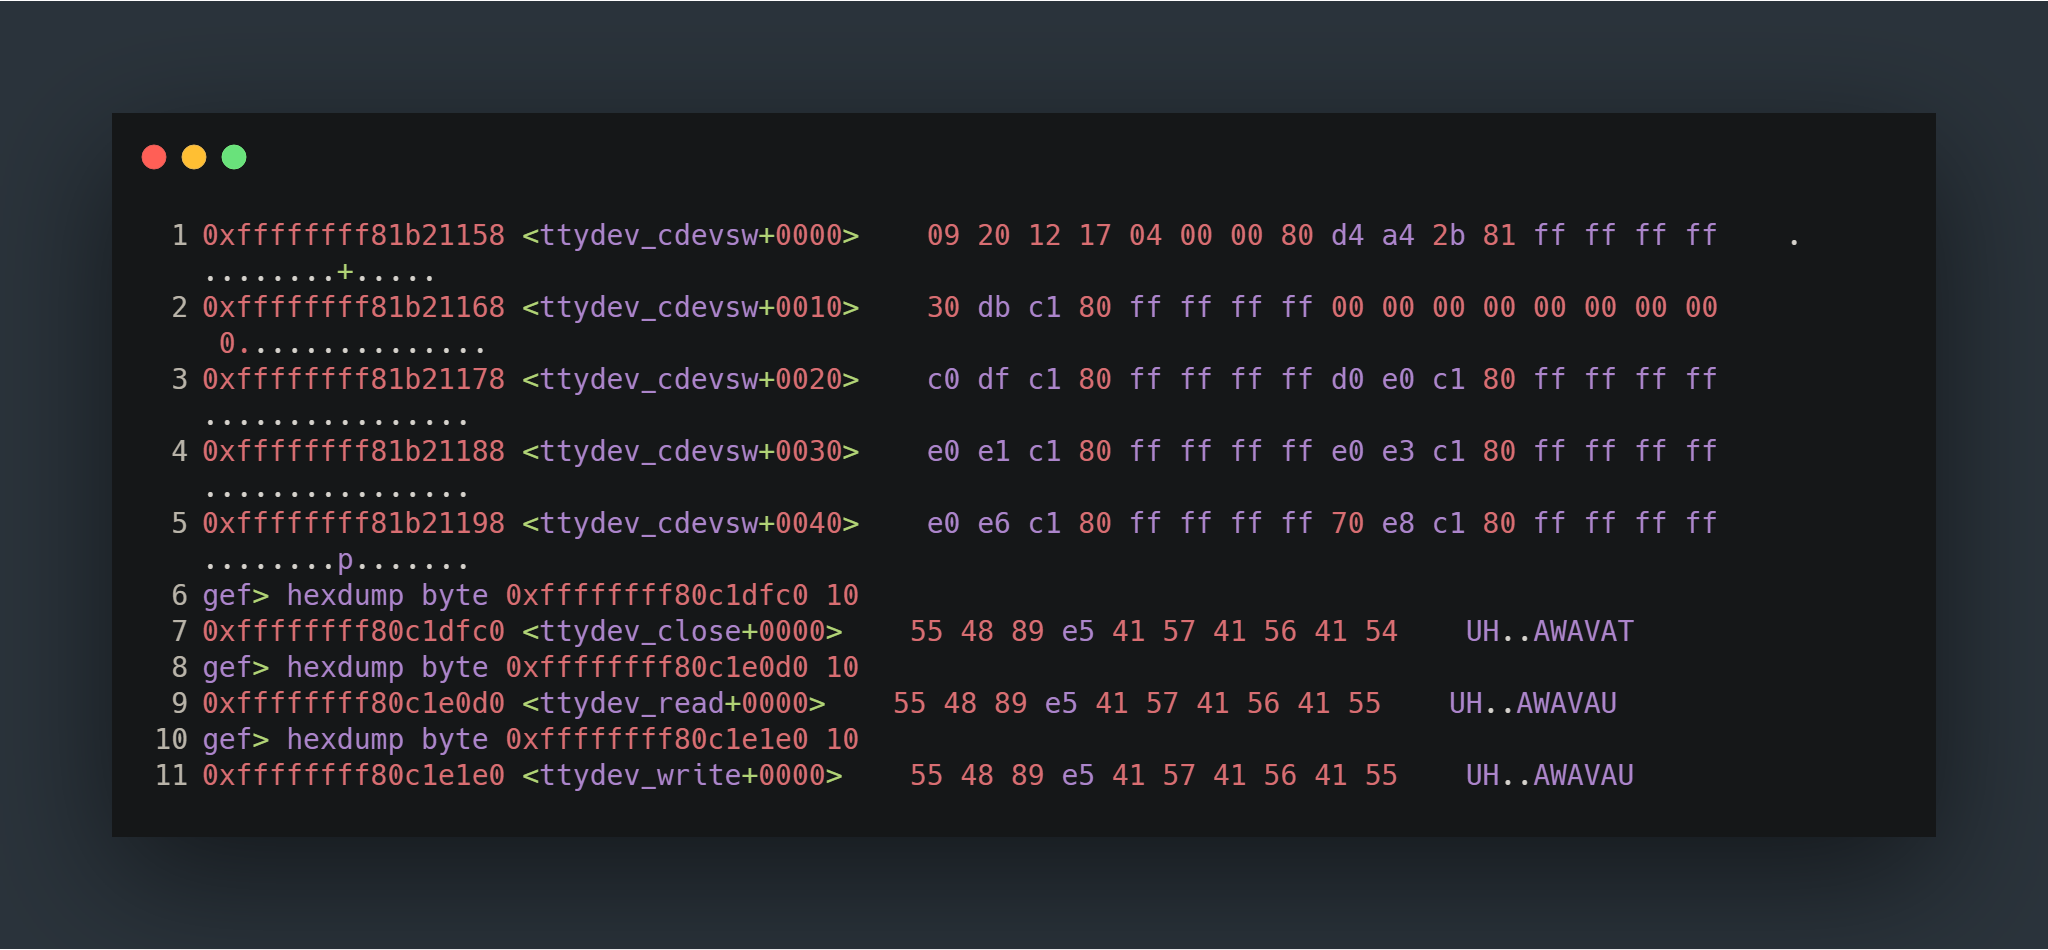 1 0xffffffff81b21158 <ttydev_cdevsw+0000>    09 20 12 17 04 00 00 80 d4 a4 2b 81 ff ff ff ff    .
........+.....
2 0xffffffff81b21168 <ttydev_cdevsw+0010>    30 db c1 80 ff ff ff ff 00 00 00 00 00 00 00 00
0...............
3 0xffffffff81b21178 <ttydev_cdevsw+0020>    c0 df c1 80 ff ff ff ff d0 e0 c1 80 ff ff ff ff
................
4 0xffffffff81b21188 <ttydev_cdevsw+0030>    e0 e1 c1 80 ff ff ff ff e0 e3 c1 80 ff ff ff ff
................
5 0xffffffff81b21198 <ttydev_cdevsw+0040>    e0 e6 c1 80 ff ff ff ff 70 e8 c1 80 ff ff ff ff
........p.......
6 gef> hexdump byte 0xffffffff80c1dfc0 10
7 0xffffffff80c1dfc0 <ttydev_close+0000>    55 48 89 e5 41 57 41 56 41 54    UH..AWAVAT
8 gef> hexdump byte 0xffffffff80c1e0d0 10
9 0xffffffff80c1e0d0 <ttydev_read+0000>    55 48 89 e5 41 57 41 56 41 55    UH..AWAVAU
10 gef> hexdump byte 0xffffffff80c1e1e0 10
11 0xffffffff80c1e1e0 <ttydev_write+0000>    55 48 89 e5 41 57 41 56 41 55    UH..AWAVAU